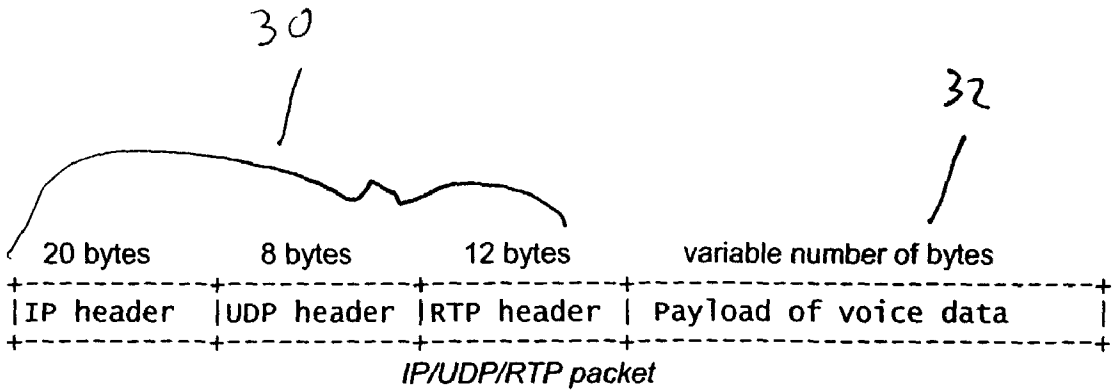 30
32
20 bytes 8 bytes 12 bytes variable number of bytes
+---------------+---------------+---------------+-----------------------------------+
|IP header |UDP header |RTP header | Payload of voice data |
+---------------+---------------+---------------+-----------------------------------+
IP/UDP/RTP packet